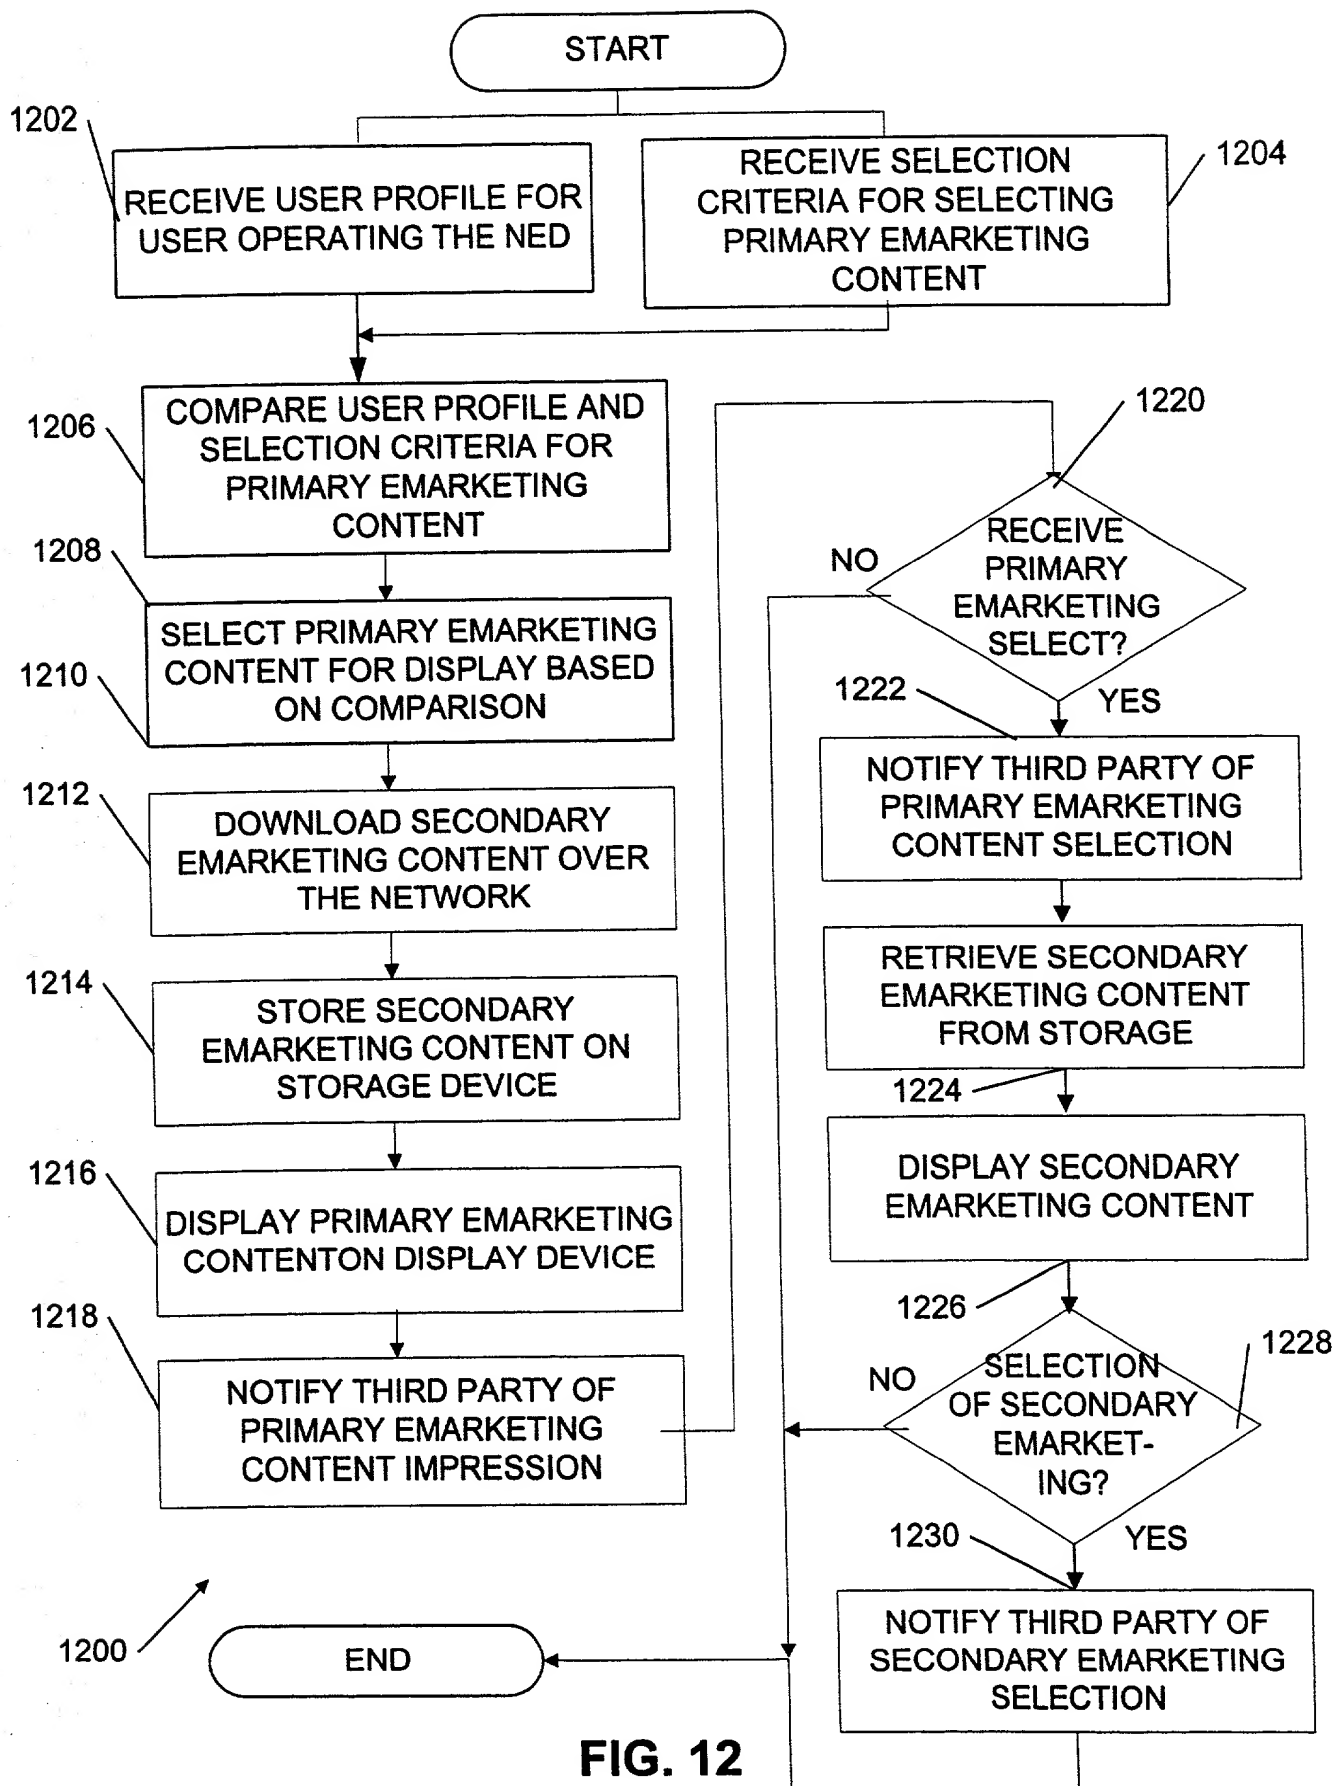 START
1202
RECEIVE USER PROFILE FOR
USER OPERATING THE NED
RECEIVE SELECTION
CRITERIA FOR SELECTING
PRIMARY EMARKETING
CONTENT
1204
1206
COMPARE USER PROFILE AND
SELECTION CRITERIA FOR
PRIMARY EMARKETING
CONTENT
1208
SELECT PRIMARY EMARKETING
CONTENT FOR DISPLAY BASED
ON COMPARISON
1210
1212
DOWNLOAD SECONDARY
EMARKETING CONTENT OVER
THE NETWORK
1214
STORE SECONDARY
EMARKETING CONTENT ON
STORAGE DEVICE
1216
DISPLAY PRIMARY EMARKETING
CONTENTON DISPLAY DEVICE
1218
NOTIFY THIRD PARTY OF
PRIMARY EMARKETING
CONTENT IMPRESSION
1220
RECEIVE
PRIMARY
EMARKETING
SELECT?
NO
YES
1222
NOTIFY THIRD PARTY OF
PRIMARY EMARKETING
CONTENT SELECTION
RETRIEVE SECONDARY
EMARKETING CONTENT
FROM STORAGE
1224
DISPLAY SECONDARY
EMARKETING CONTENT
1226
1228
SELECTION
OF SECONDARY
EMARKET-
ING?
NO
YES
1230
NOTIFY THIRD PARTY OF
SECONDARY EMARKETING
SELECTION
1200
END
FIG. 12